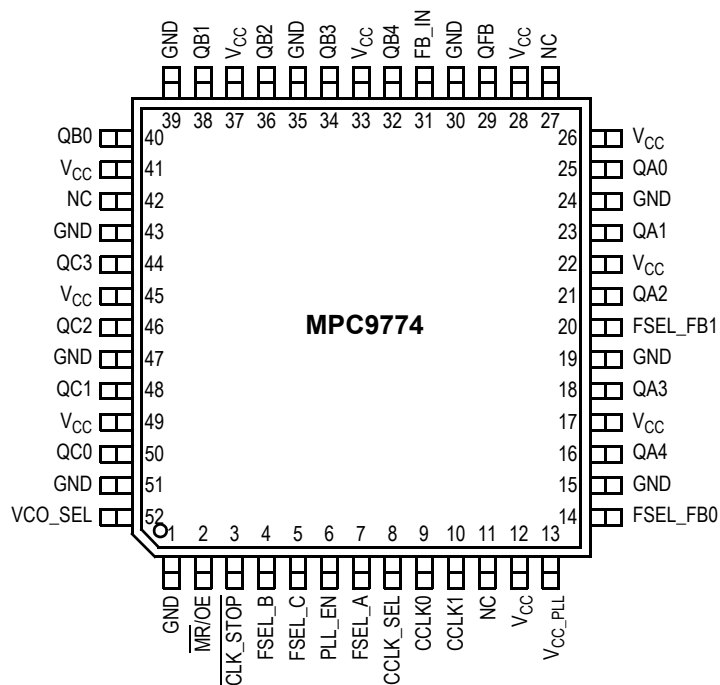 GND QB1 VCC QB2 GND QB3 VCC QB4 FB_IN GND QFB VCC NC
39 38 37 36 35 34 33 32 31 30 29 28 27
QB0 40 26 VCC
VCC 41 25 QA0
NC 42 24 GND
GND 43 23 QA1
QC3 44 22 VCC
VCC 45 21 QA2
QC2 46 MPC9774 20 FSEL_FB1
GND 47 19 GND
QC1 48 18 QA3
VCC 49 17 VCC
QC0 50 16 QA4
GND 51 15 GND
VCO_SEL 52 14 FSEL_FB0
1 2 3 4 5 6 7 8 9 10 11 12 13
GND MR/OE CLK_STOP FSEL_B FSEL_C PLL_EN FSEL_A CCLK_SEL CCLK0 CCLK1 NC VCC VCC_PLL